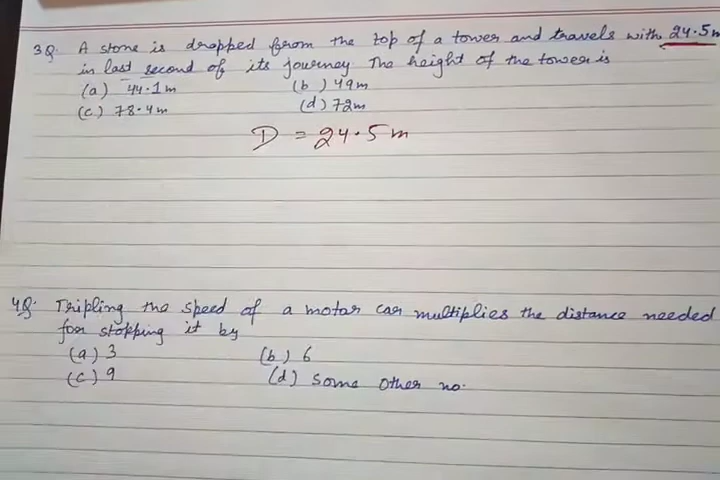 3Q. A stone is dropped from the top of a tower and travels with 24.5m
in last second of its journey The height of the tower is
(a) 44.1m (b) 49m
(c) 78.4m (d) 72m
D = 24.5m
4Q. Tripling the speed of a motor car multiplies the distance needed
for stopping it by
(a) 3 (b) 6
(c) 9 (d) some other no.